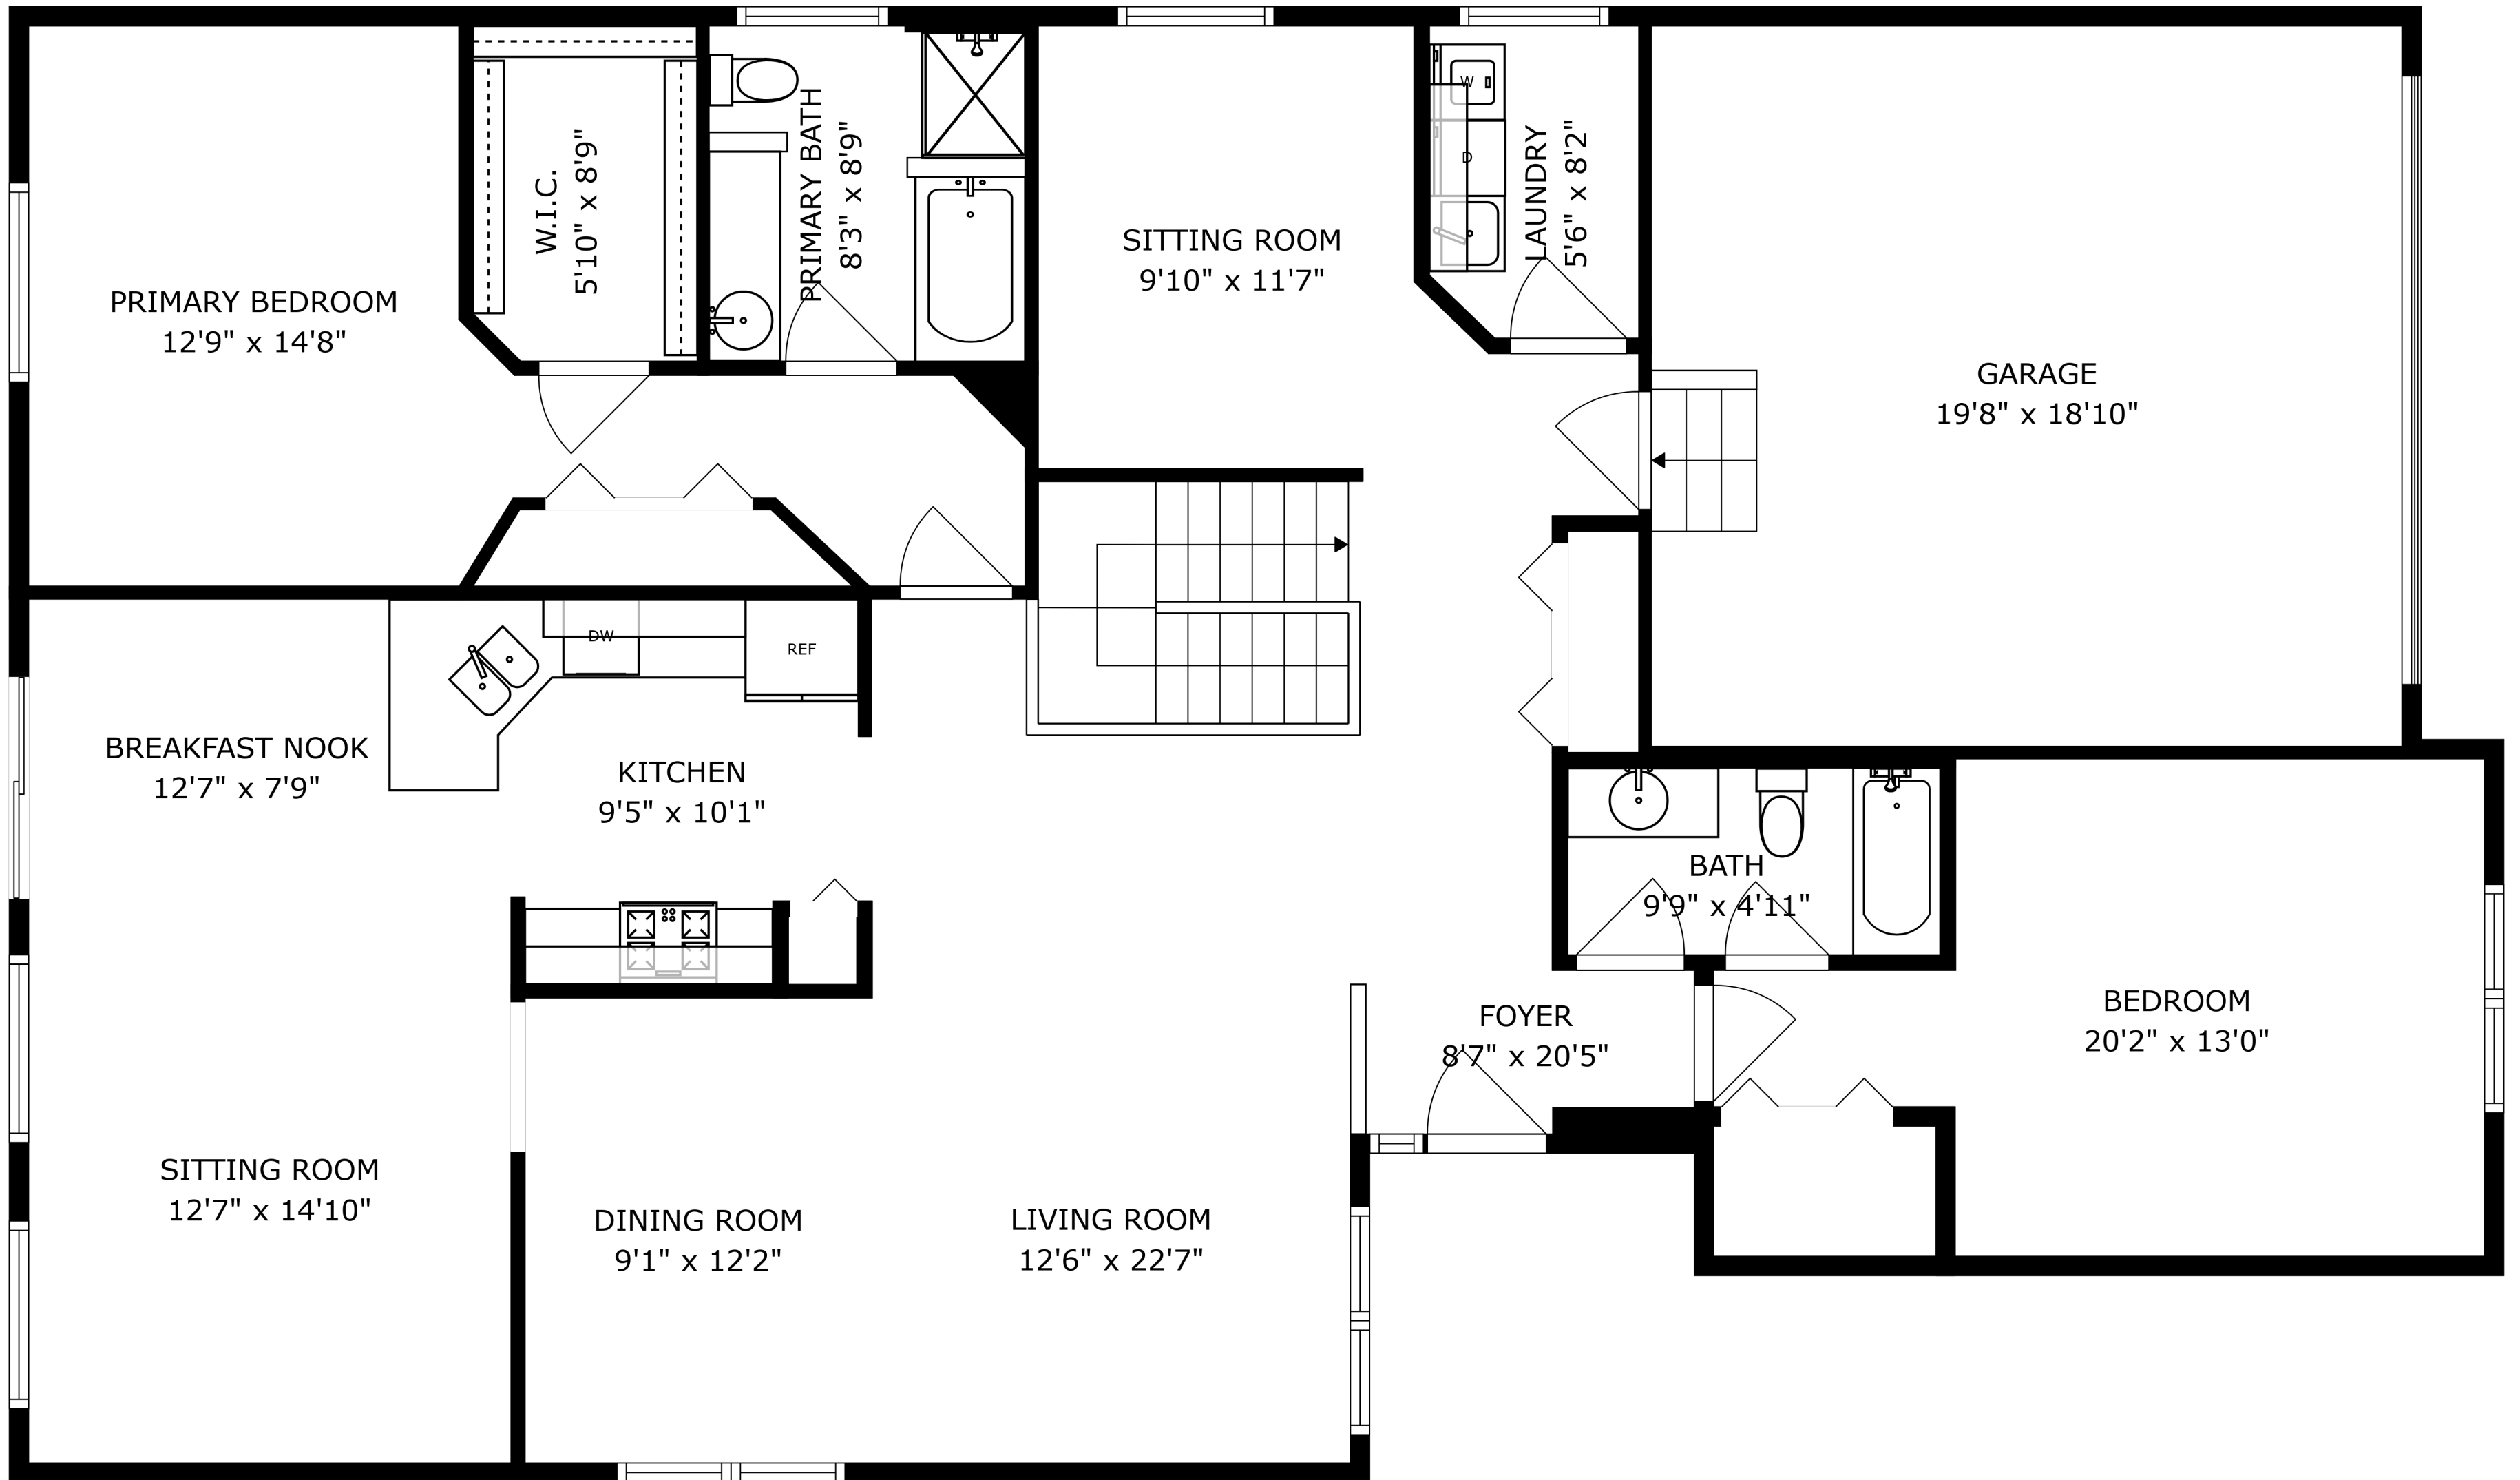 W.I.C.
5'10" x 8'9"
PRIMARY BATH
8'3" x 8'9"
W
D
LAUNDRY
5'6" x 8'2"
SITTING ROOM
9'10" x 11'7"
PRIMARY BEDROOM
12'9" x 14'8"
GARAGE
19'8" x 18'10"
DW
REF
BREAKFAST NOOK
12'7" x 7'9"
KITCHEN
9'5" x 10'1"
BATH
9'9" x 4'11"
FOYER
8'7" x 20'5"
BEDROOM
20'2" x 13'0"
SITTING ROOM
12'7" x 14'10"
DINING ROOM
9'1" x 12'2"
LIVING ROOM
12'6" x 22'7"